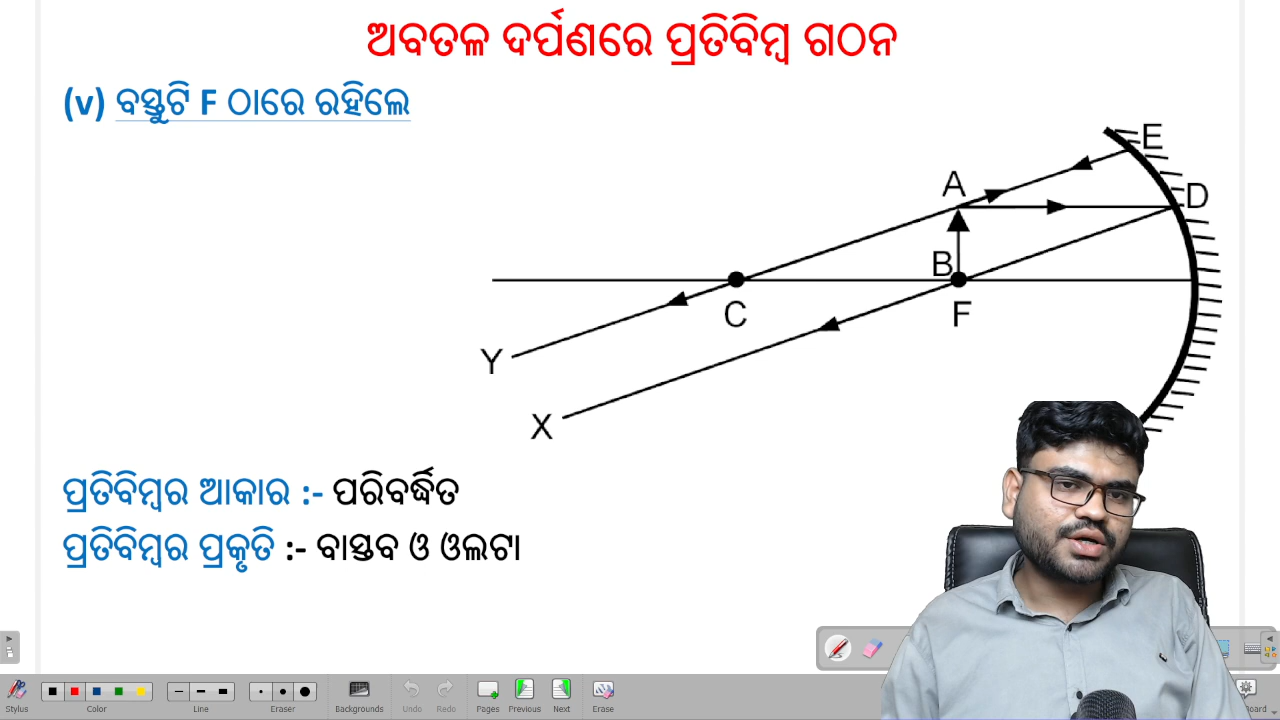 ଅବତଳ ଦର୍ପଣରେ ପ୍ରତିବିମ୍ବ ଗଠନ
(v) ବସ୍ତୁଟି F ଠାରେ ରହିଲେ
E
A
D
B
C
F
Y
X
ପ୍ରତିବିମ୍ବର ଆକାର :- ପରିବର୍ଦ୍ଧିତ
ପ୍ରତିବିମ୍ବର ପ୍ରକୃତି :- ବାସ୍ତବ ଓ ଓଲଟା
Stylus Color Line Eraser Backgrounds Undo Redo Pages Previous Next Erase Board